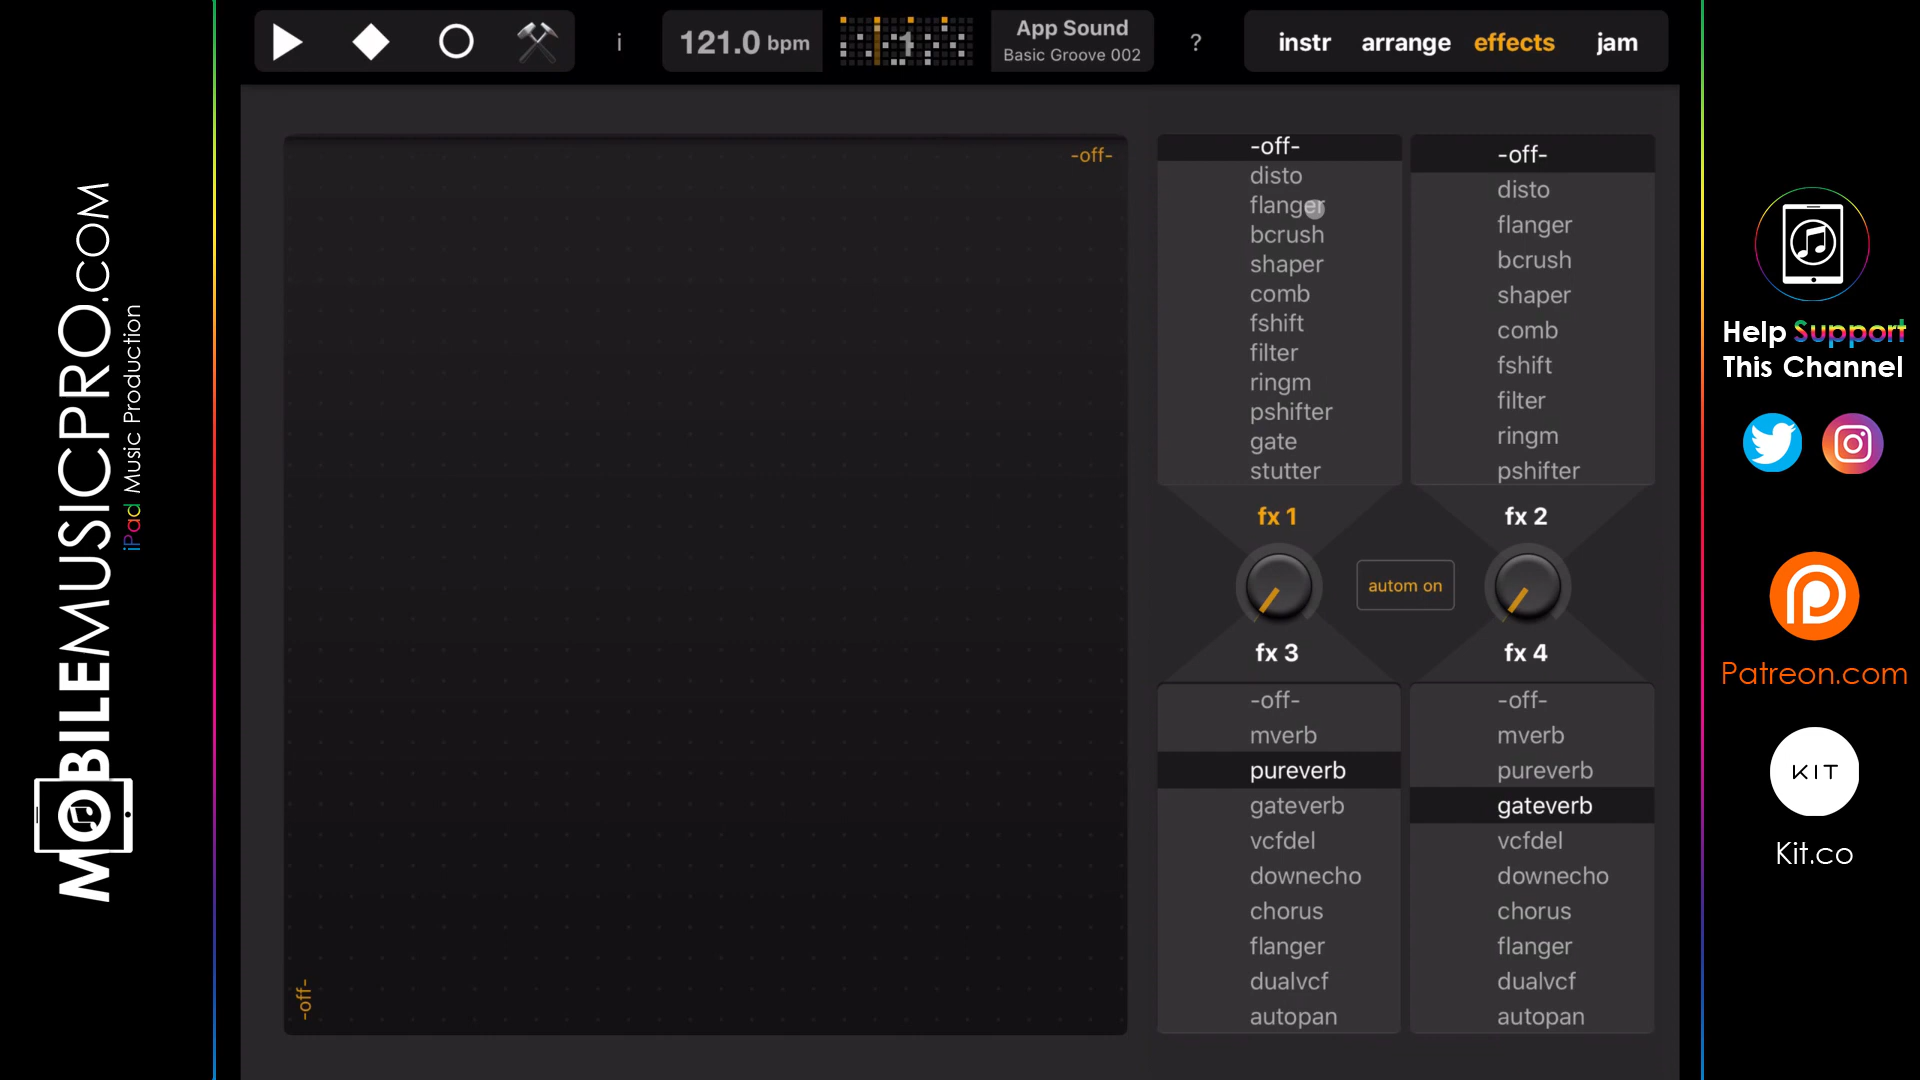 MOBILEMUSICPRO.COM
iPad Music Production
i
121.0 bpm
1
App Sound
Basic Groove 002
?
instr
arrange
effects
jam
-off-
-off-
-off-
disto
flanger
bcrush
shaper
comb
fshift
filter
ringm
pshifter
gate
stutter
-off-
disto
flanger
bcrush
shaper
comb
fshift
filter
ringm
pshifter
fx 1
fx 2
autom on
fx 3
fx 4
-off-
mverb
pureverb
gateverb
vcfdel
downecho
chorus
flanger
dualvcf
autopan
-off-
mverb
pureverb
gateverb
vcfdel
downecho
chorus
flanger
dualvcf
autopan
Help Support
This Channel
Patreon.com
KIT
Kit.co